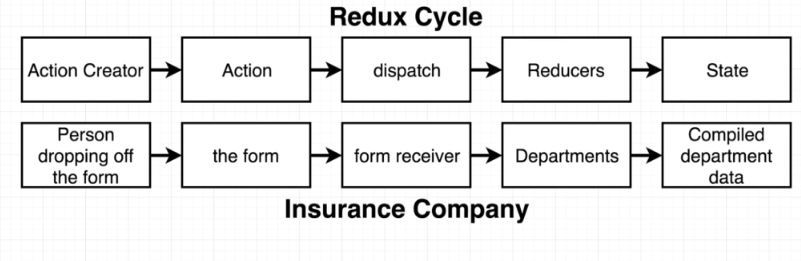 Redux Cycle
Action Creator
Action
dispatch
Reducers
State
Person
dropping off
the form
the form
form receiver
Departments
Compiled
department
data
Insurance Company